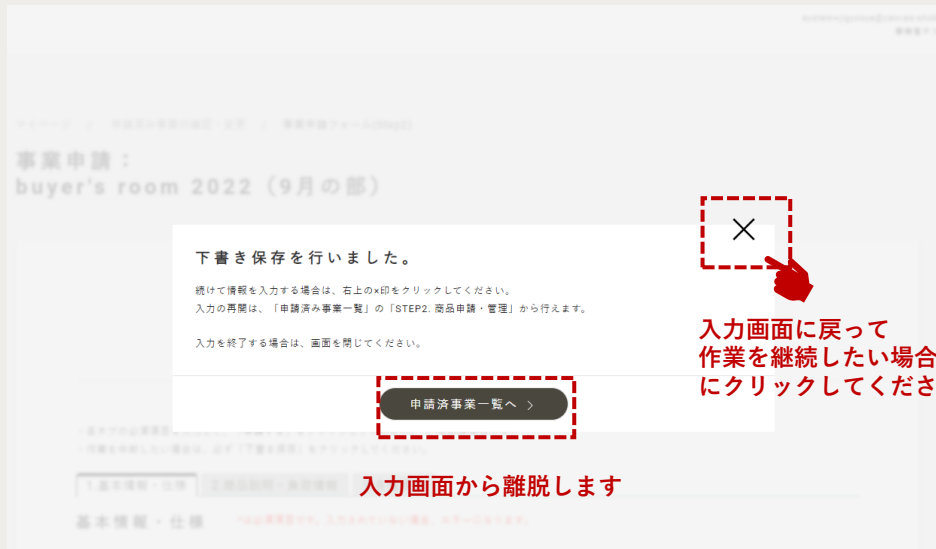 事業申請：
buyer's room 2022（9月の部）
下書き保存を行いました。
続けて情報を入力する場合は、右上の×印をクリックしてください。
入力の再開は、「申請済み事業一覧」の「STEP2. 商品申請・管理」から行えます。
入力を終了する場合は、画面を閉じてください。
申請済事業一覧へ
入力画面に戻って
作業を継続したい場合
にクリックしてくださ
入力画面から離脱します
1.基本情報・仕様
基本情報・仕様